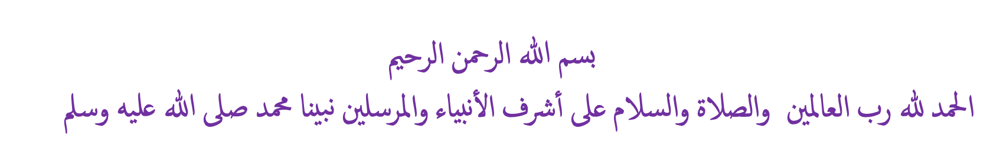 بسم الله الرحمن الرحيم
الحمد لله رب العالمين والصلاة والسلام على أشرف الأنبياء والمرسلين نبينا محمد صلى الله عليه وسلم